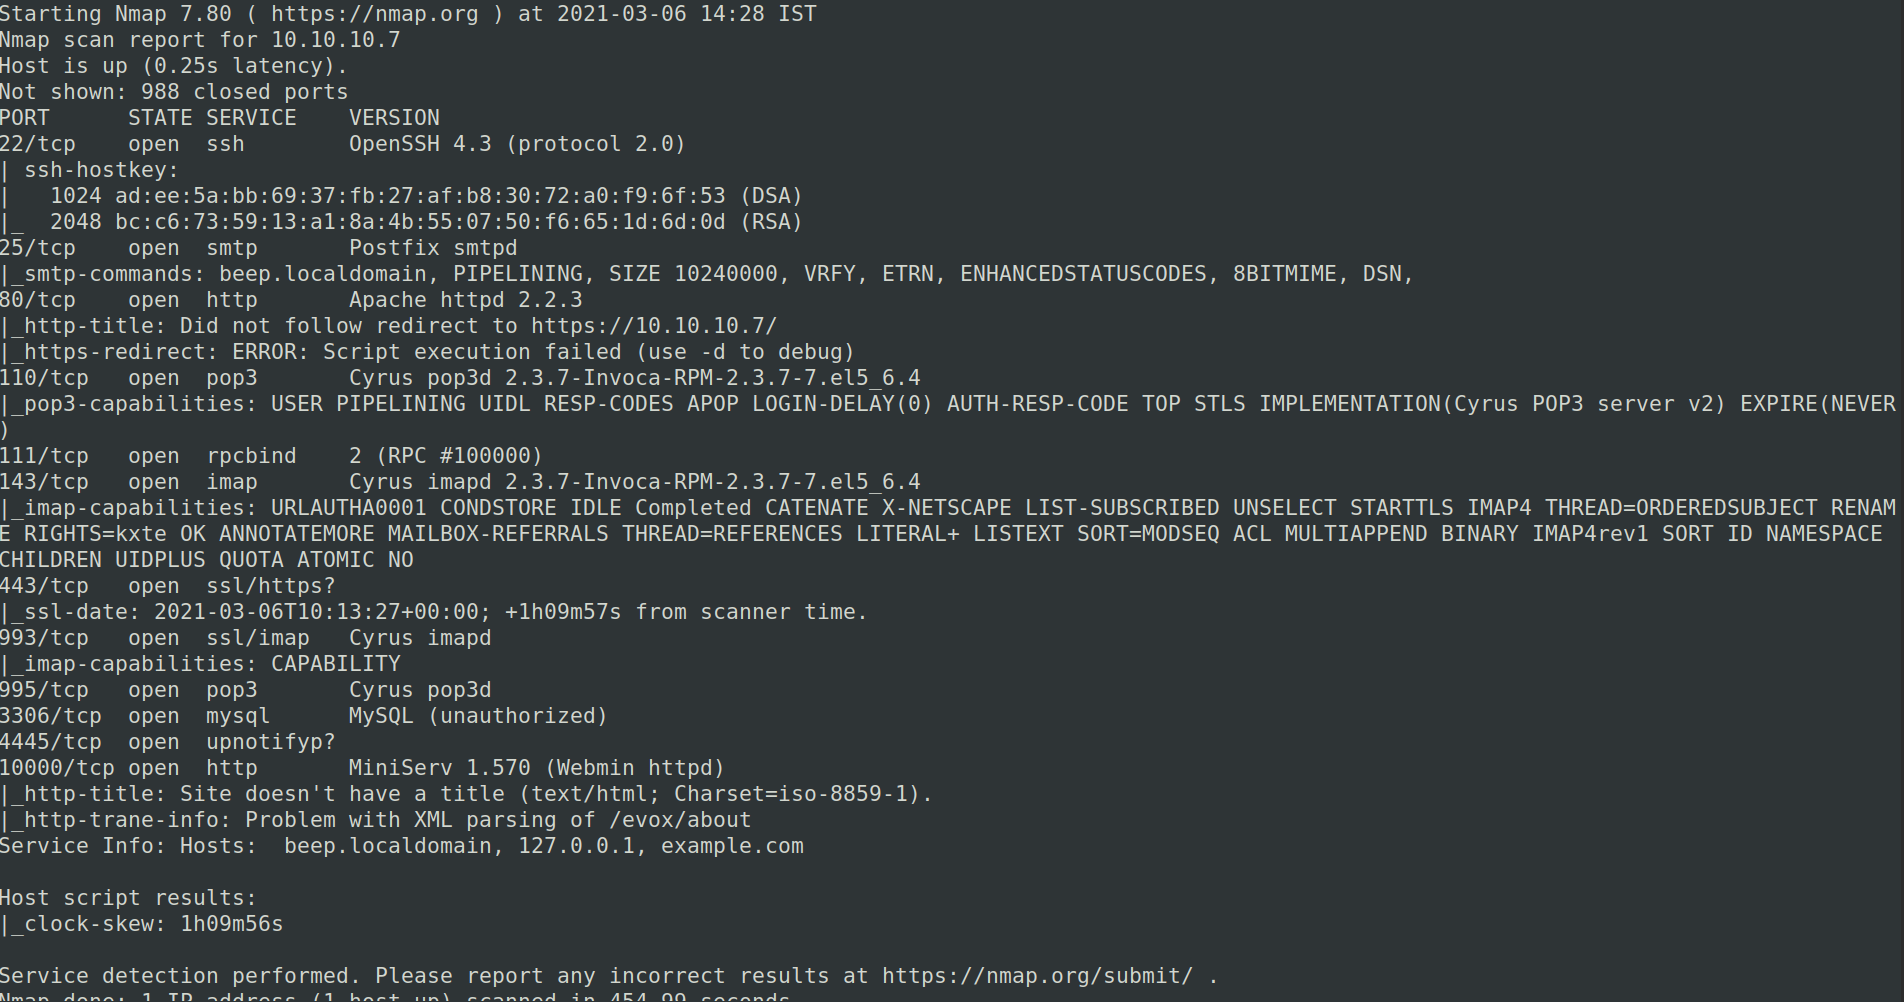 Starting Nmap 7.80 ( https://nmap.org ) at 2021-03-06 14:28 IST
Nmap scan report for 10.10.10.7
Host is up (0.25s latency).
Not shown: 988 closed ports
PORT      STATE SERVICE    VERSION
22/tcp    open  ssh        OpenSSH 4.3 (protocol 2.0)
| ssh-hostkey:
|   1024 ad:ee:5a:bb:69:37:fb:27:af:b8:30:72:a0:f9:6f:53 (DSA)
|_  2048 bc:c6:73:59:13:a1:8a:4b:55:07:50:f6:65:1d:6d:0d (RSA)
25/tcp    open  smtp       Postfix smtpd
|_smtp-commands: beep.localdomain, PIPELINING, SIZE 10240000, VRFY, ETRN, ENHANCEDSTATUSCODES, 8BITMIME, DSN,
80/tcp    open  http       Apache httpd 2.2.3
|_http-title: Did not follow redirect to https://10.10.10.7/
|_https-redirect: ERROR: Script execution failed (use -d to debug)
110/tcp   open  pop3       Cyrus pop3d 2.3.7-Invoca-RPM-2.3.7-7.el5_6.4
|_pop3-capabilities: USER PIPELINING UIDL RESP-CODES APOP LOGIN-DELAY(0) AUTH-RESP-CODE TOP STLS IMPLEMENTATION(Cyrus POP3 server v2) EXPIRE(NEVER
)
111/tcp   open  rpcbind    2 (RPC #100000)
143/tcp   open  imap       Cyrus imapd 2.3.7-Invoca-RPM-2.3.7-7.el5_6.4
|_imap-capabilities: URLAUTHA0001 CONDSTORE IDLE Completed CATENATE X-NETSCAPE LIST-SUBSCRIBED UNSELECT STARTTLS IMAP4 THREAD=ORDEREDSUBJECT RENAM
E RIGHTS=kxte OK ANNOTATEMORE MAILBOX-REFERRALS THREAD=REFERENCES LITERAL+ LISTEXT SORT=MODSEQ ACL MULTIAPPEND BINARY IMAP4rev1 SORT ID NAMESPACE
CHILDREN UIDPLUS QUOTA ATOMIC NO
443/tcp   open  ssl/https?
|_ssl-date: 2021-03-06T10:13:27+00:00; +1h09m57s from scanner time.
993/tcp   open  ssl/imap   Cyrus imapd
|_imap-capabilities: CAPABILITY
995/tcp   open  pop3       Cyrus pop3d
3306/tcp  open  mysql      MySQL (unauthorized)
4445/tcp  open  upnotifyp?
10000/tcp open  http       MiniServ 1.570 (Webmin httpd)
|_http-title: Site doesn't have a title (text/html; Charset=iso-8859-1).
|_http-trane-info: Problem with XML parsing of /evox/about
Service Info: Hosts:  beep.localdomain, 127.0.0.1, example.com
Host script results:
|_clock-skew: 1h09m56s
Service detection performed. Please report any incorrect results at https://nmap.org/submit/ .
Nmap done: 1 IP address (1 host up) scanned in 454.99 seconds